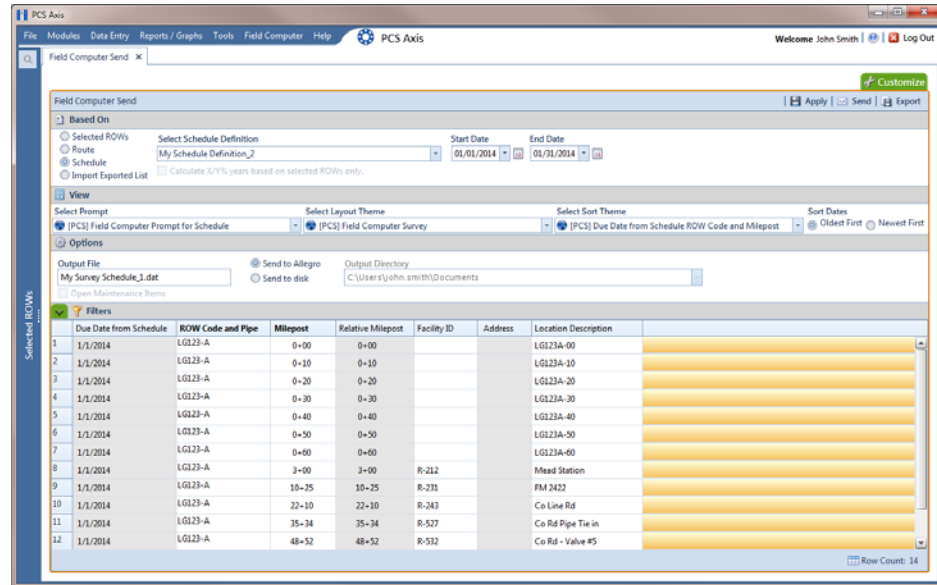 PCS Axis
File Modules Data Entry Reports / Graphs Tools Field Computer Help PCS Axis Welcome John Smith Log Out
Field Computer Send
Customize
Field Computer Send Apply Send Export
Based On
Selected ROWs
Route
Schedule
Import Exported List
Select Schedule Definition Start Date End Date
My Schedule Definition_2 01/01/2014 01/31/2014
Calculate X/Y% years based on selected ROWs only.
View
Select Prompt Select Layout Theme Select Sort Theme Sort Dates
[PCS] Field Computer Prompt for Schedule [PCS] Field Computer Survey [PCS] Due Date from Schedule ROW Code and Milepost Oldest First Newest First
Options
Output File Send to Allegro Output Directory
My Survey Schedule_1.dat Send to disk C:\Users\john.smith\Documents
Open Maintenance Items
Selected ROWs
Filters
Due Date from Schedule ROW Code and Pipe Milepost Relative Milepost Facility ID Address Location Description
1 1/1/2014 LG123-A 0+00 0+00 LG123A-00
2 1/1/2014 LG123-A 0+10 0+10 LG123A-10
3 1/1/2014 LG123-A 0+20 0+20 LG123A-20
4 1/1/2014 LG123-A 0+30 0+30 LG123A-30
5 1/1/2014 LG123-A 0+40 0+40 LG123A-40
6 1/1/2014 LG123-A 0+50 0+50 LG123A-50
7 1/1/2014 LG123-A 0+60 0+60 LG123A-60
8 1/1/2014 LG123-A 3+00 3+00 R-212 Mead Station
9 1/1/2014 LG123-A 10+25 10+25 R-231 FM 2422
10 1/1/2014 LG123-A 22+10 22+10 R-243 Co Line Rd
11 1/1/2014 LG123-A 35+34 35+34 R-527 Co Rd Pipe Tie in
12 1/1/2014 LG123-A 48+52 48+52 R-532 Co Rd - Valve #5
Row Count: 14